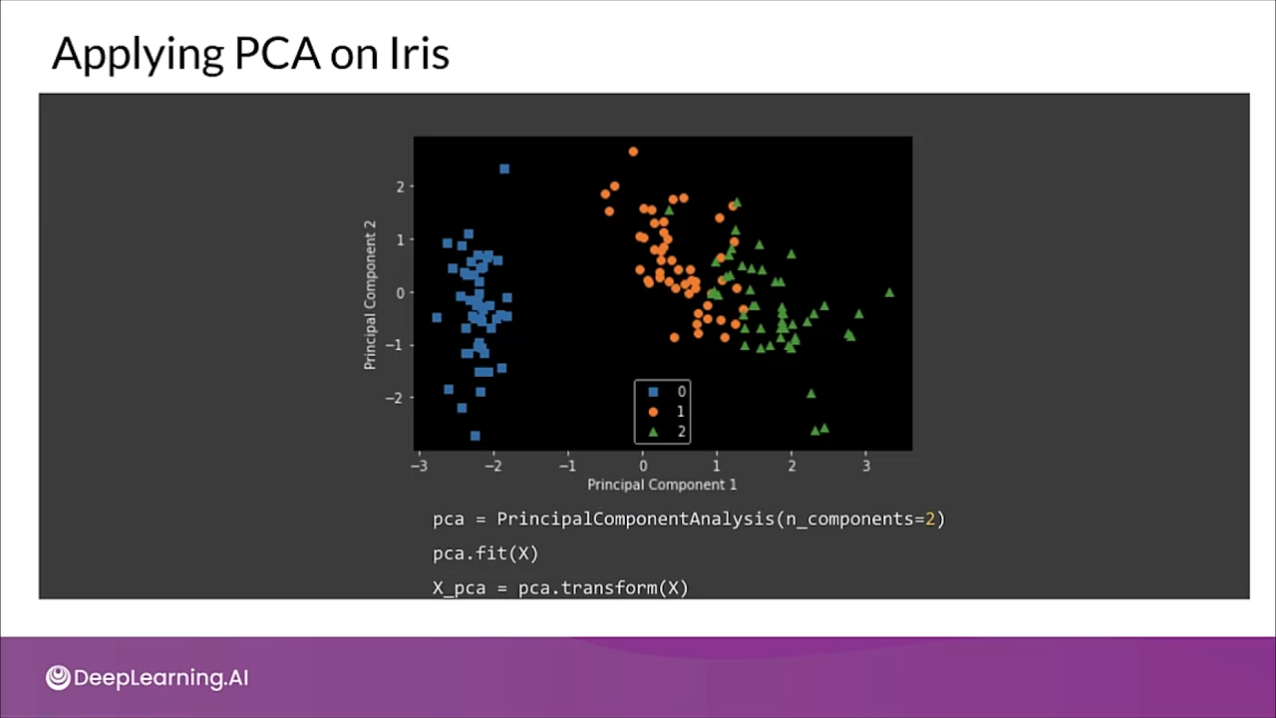 Applying PCA on Iris
Principal Component 2
2
1
0
−1
−2
0
1
2
−3
−2
−1
0
1
2
3
Principal Component 1
pca = PrincipalComponentAnalysis(n_components=2)
pca.fit(X)
X_pca = pca.transform(X)
DeepLearning.AI